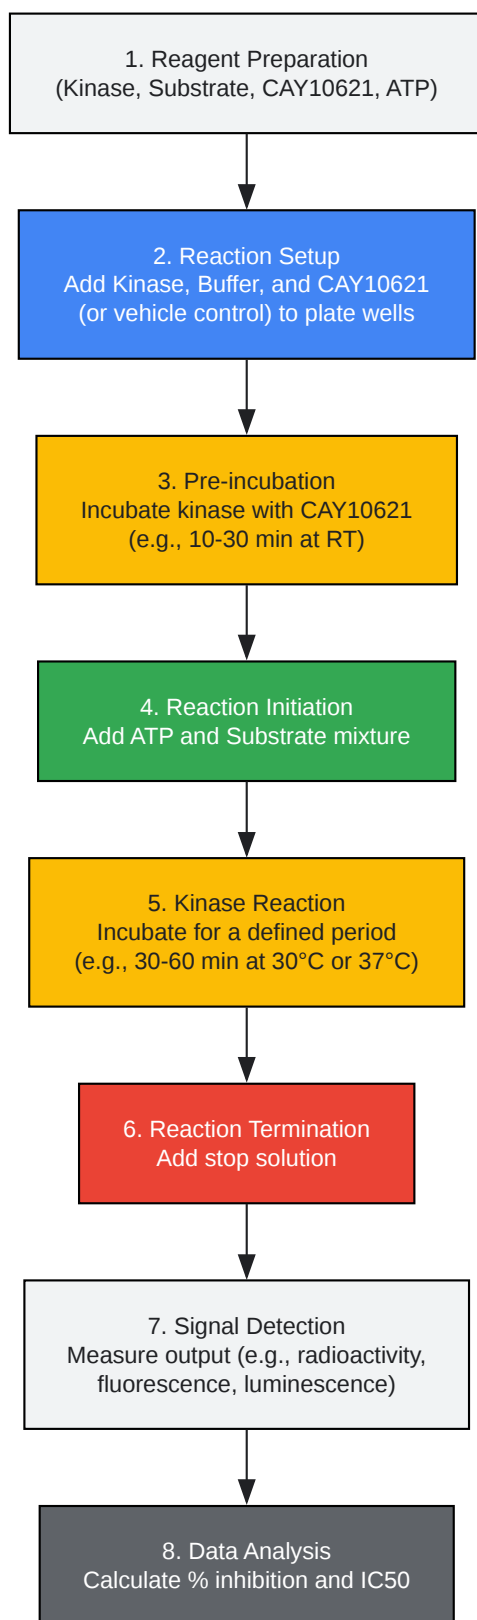 1. Reagent Preparation
(Kinase, Substrate, CAY10621, ATP)
2. Reaction Setup
Add Kinase, Buffer, and CAY10621
(or vehicle control) to plate wells
3. Pre-incubation
Incubate kinase with CAY10621
(e.g., 10-30 min at RT)
4. Reaction Initiation
Add ATP and Substrate mixture
5. Kinase Reaction
Incubate for a defined period
(e.g., 30-60 min at 30°C or 37°C)
6. Reaction Termination
Add stop solution
7. Signal Detection
Measure output (e.g., radioactivity,
fluorescence, luminescence)
8. Data Analysis
Calculate % inhibition and IC50